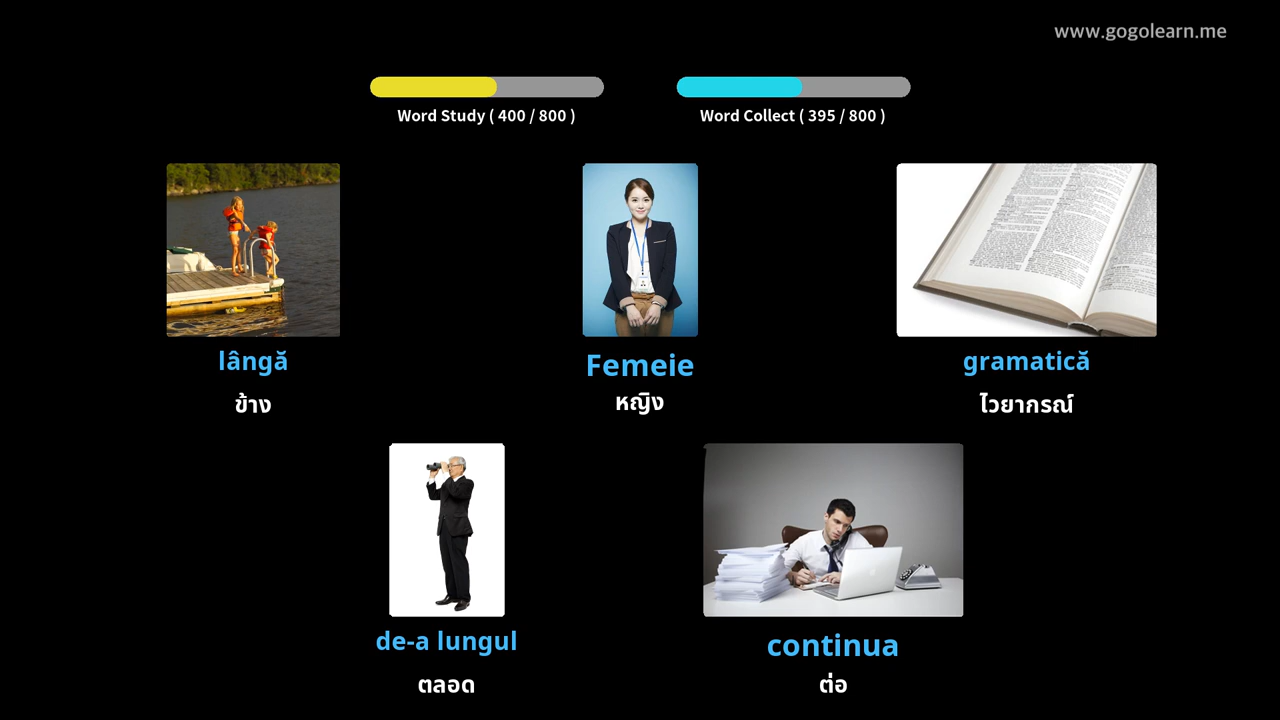 www.gogolearn.me
Word Study ( 400 / 800 )
Word Collect ( 395 / 800 )
lângă
ข้าง
Femeie
หญิง
gramatică
ไวยากรณ์
de-a lungul
ตลอด
continua
ต่อ